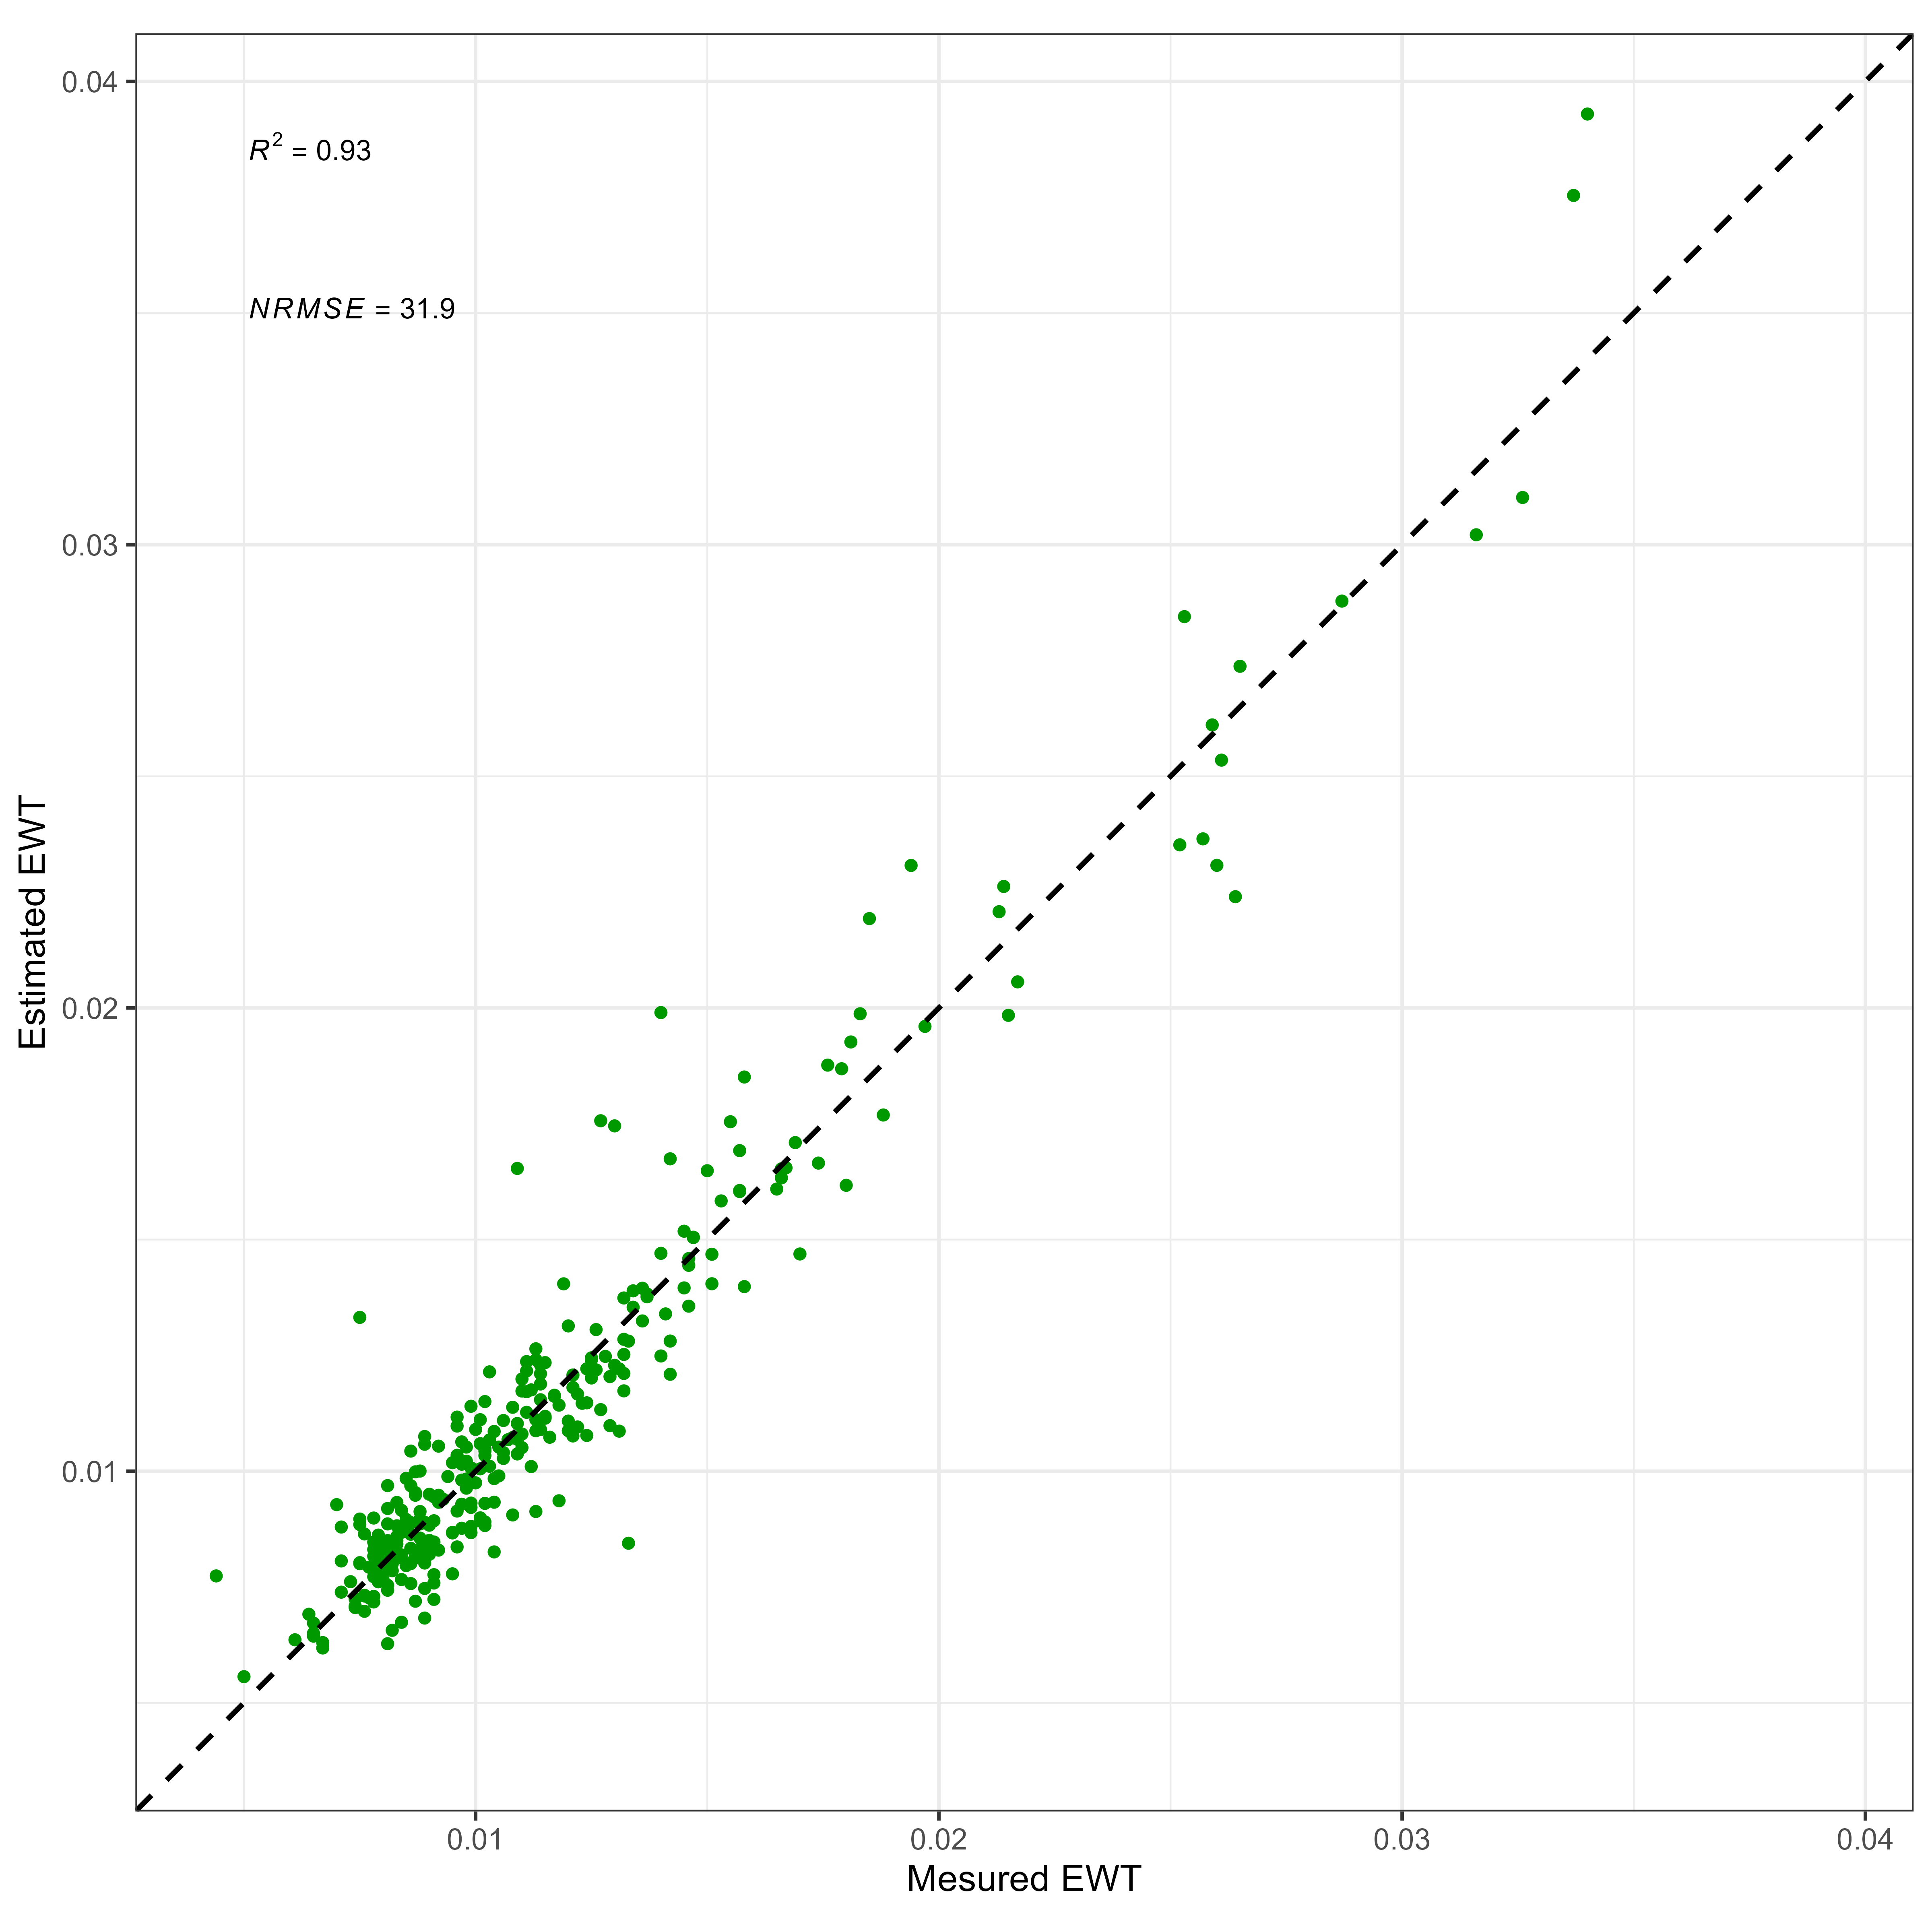 0.04
R² = 0.93
NRMSE = 31.9
0.03
Estimated EWT
0.02
0.01
0.01 0.02 0.03 0.04
Mesured EWT